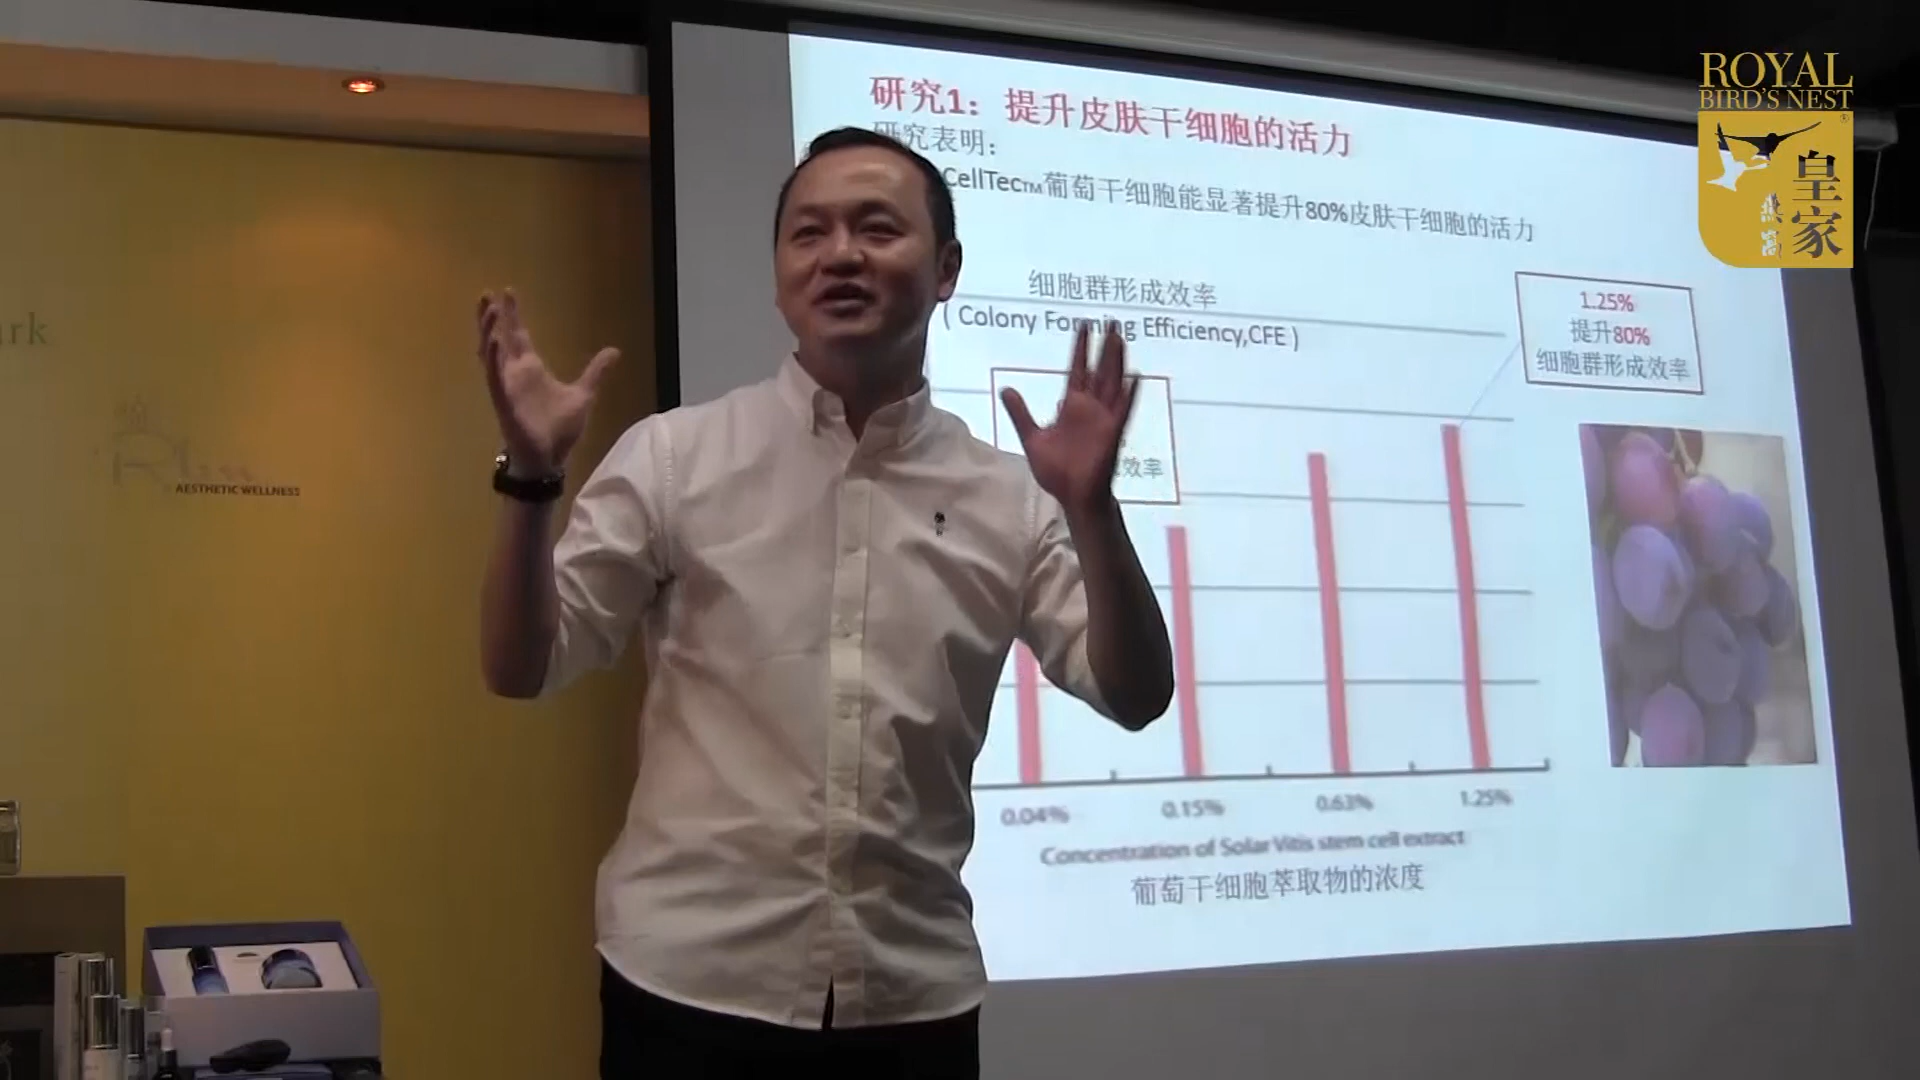 ROYAL
BIRD'S NEST
®
皇家
燕窝
研究1：提升皮肤干细胞的活力
研究表明：
CellTec™葡萄干细胞能显著提升80%皮肤干细胞的活力
细胞群形成效率
( Colony Forming Efficiency,CFE )
1.25%
提升80%
细胞群形成效率
效率
0.04%
0.15%
0.63%
1.25%
Concentration of Solar Vitis stem cell extract
葡萄干细胞萃取物的浓度
ark
AESTHETIC WELLNESS